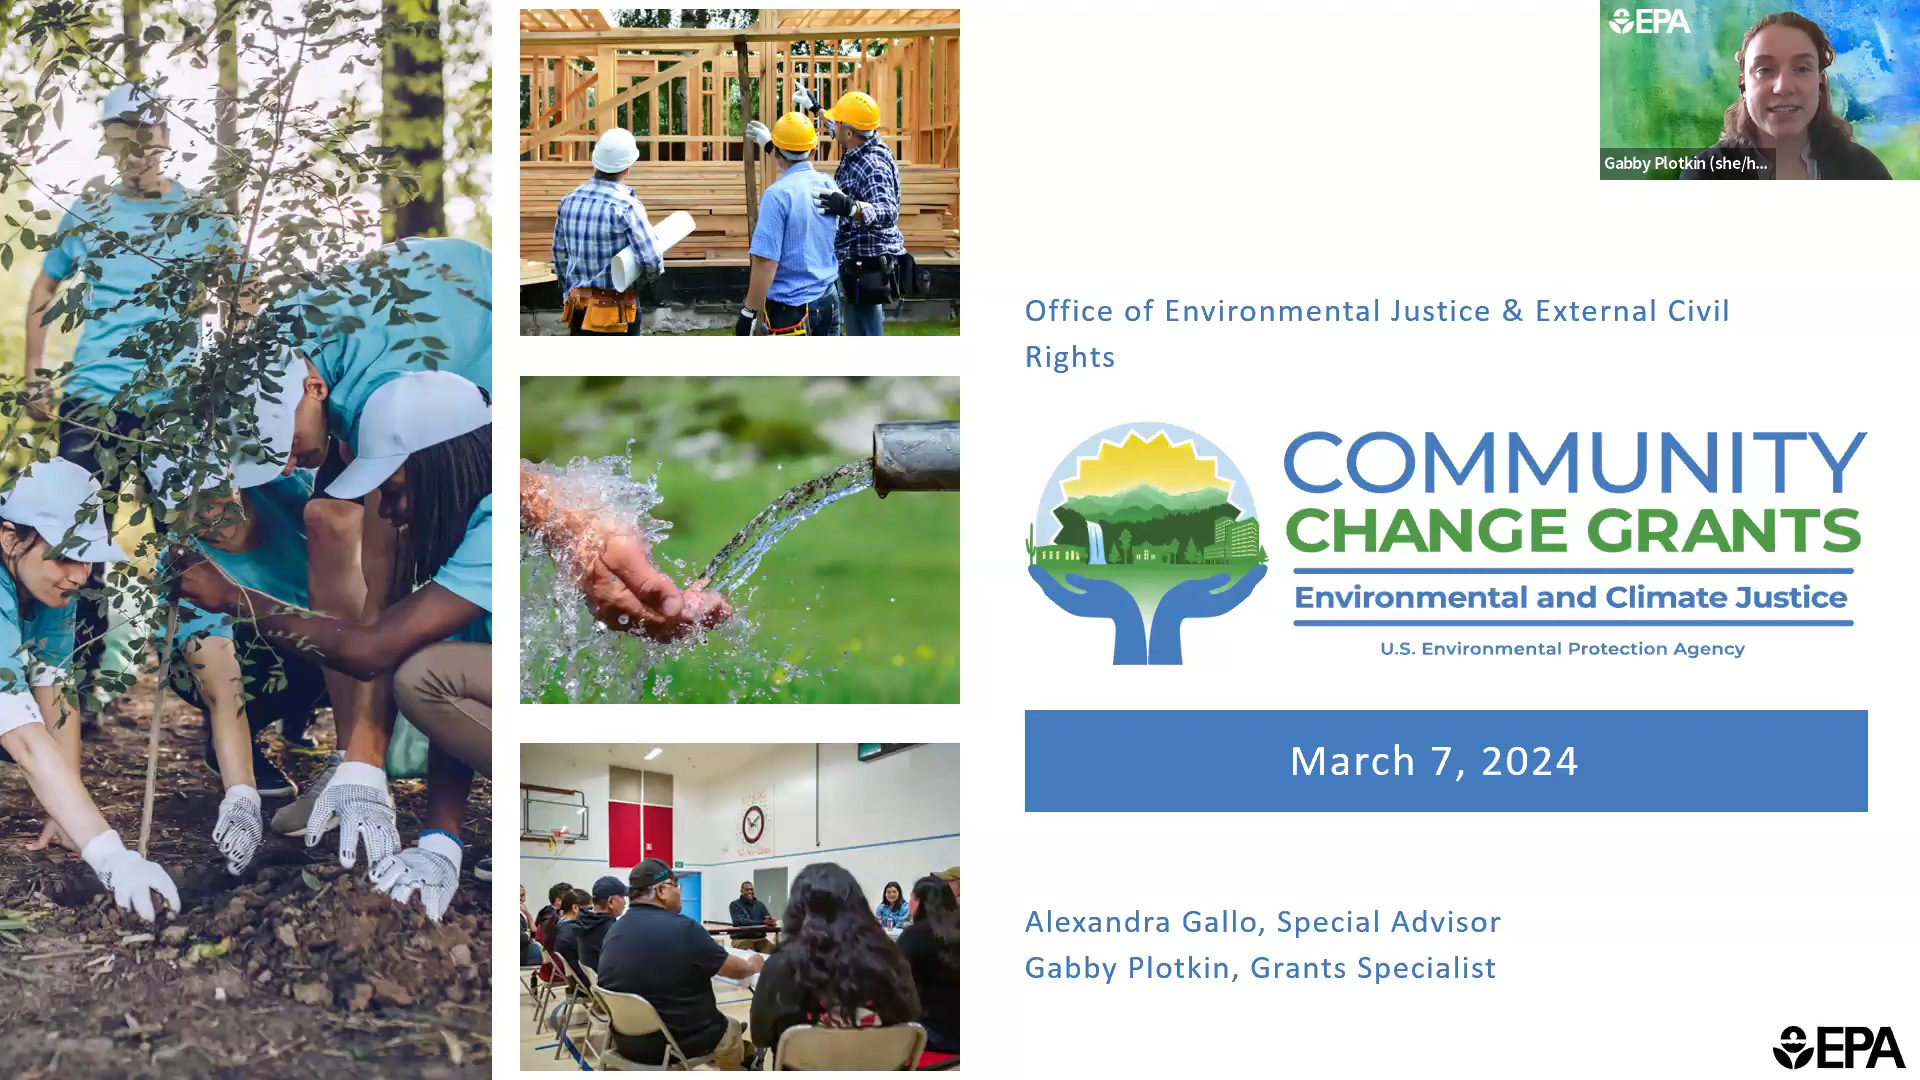 EPA
Gabby Plotkin (she/h...
Office of Environmental Justice & External Civil
Rights
COMMUNITY
CHANGE GRANTS
Environmental and Climate Justice
U.S. Environmental Protection Agency
March 7, 2024
Alexandra Gallo, Special Advisor
Gabby Plotkin, Grants Specialist
EPA